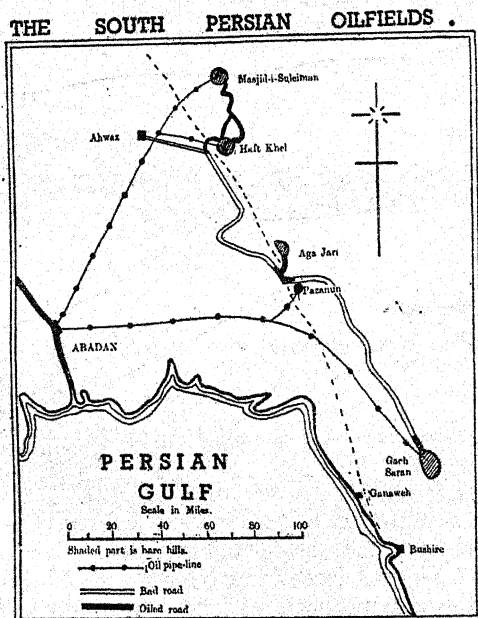 THE SOUTH PERSIAN OILFIELDS .
Masjid-i-Suleiman
Ahwaz
Haft Khel
Aga Jari
Pazanun
ABADAN
Gach
Saran
PERSIAN
GULF
Ganaweh
Scale in Miles.
0 20 40 60 80 100
Bushire
Shaded part is bare hills.
Oil pipe-line
Bad road
Oiled road